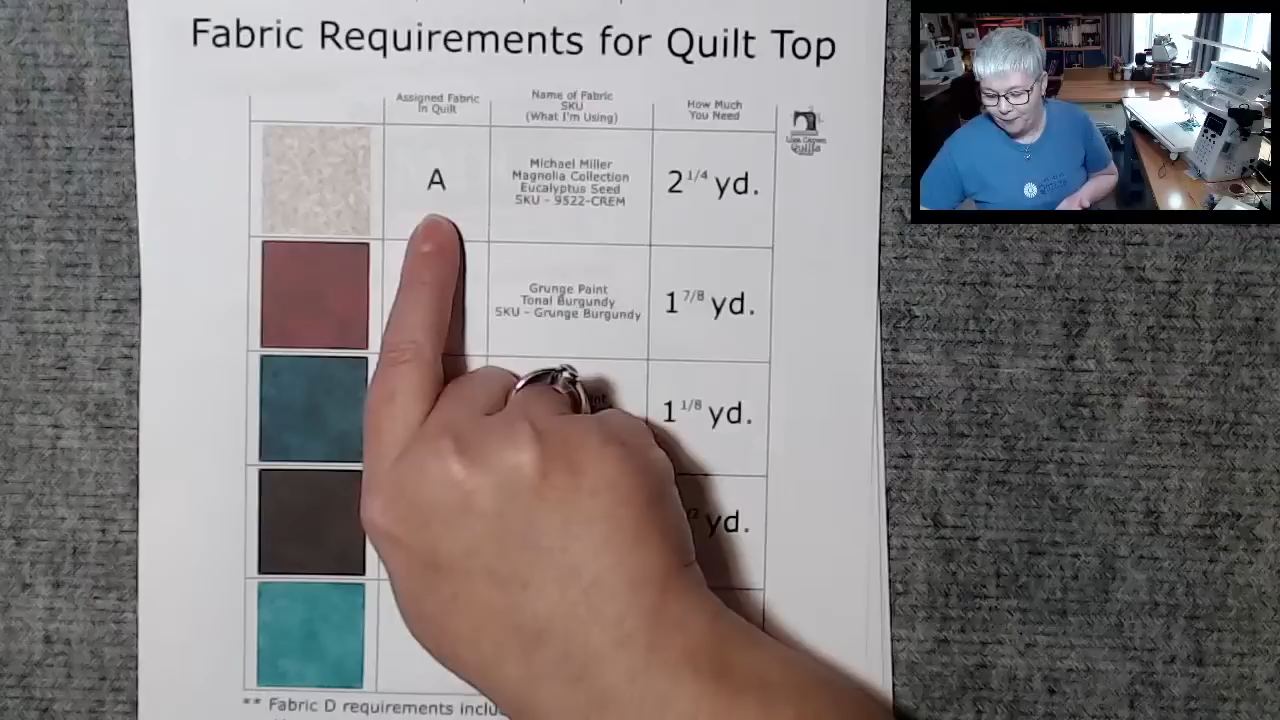 Fabric Requirements for Quilt Top
Assigned Fabric
In Quilt
Name of Fabric
SKU
(What I'm Using)
How Much
You Need
Quilts
A
Michael Miller
Magnolia Collection
Eucalyptus Seed
SKU - 9522-CREM
2 1/4 yd.
Grunge Paint
Tonal Burgundy
SKU - Grunge Burgundy
1 7/8 yd.
1 1/8 yd.
yd.
** Fabric D requirements inclu